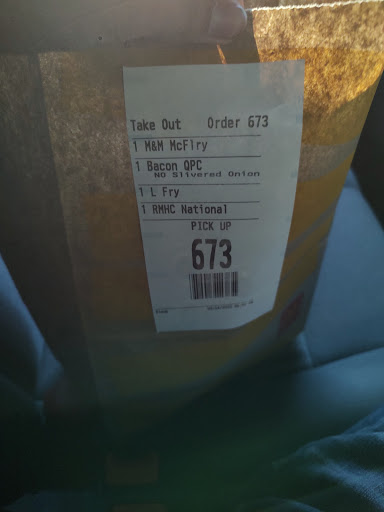 Take Out Order 673
1 M&M McFlry
1 Bacon QPC
NO Slivered Onion
1 L Fry
1 RMHC National
PICK UP
673